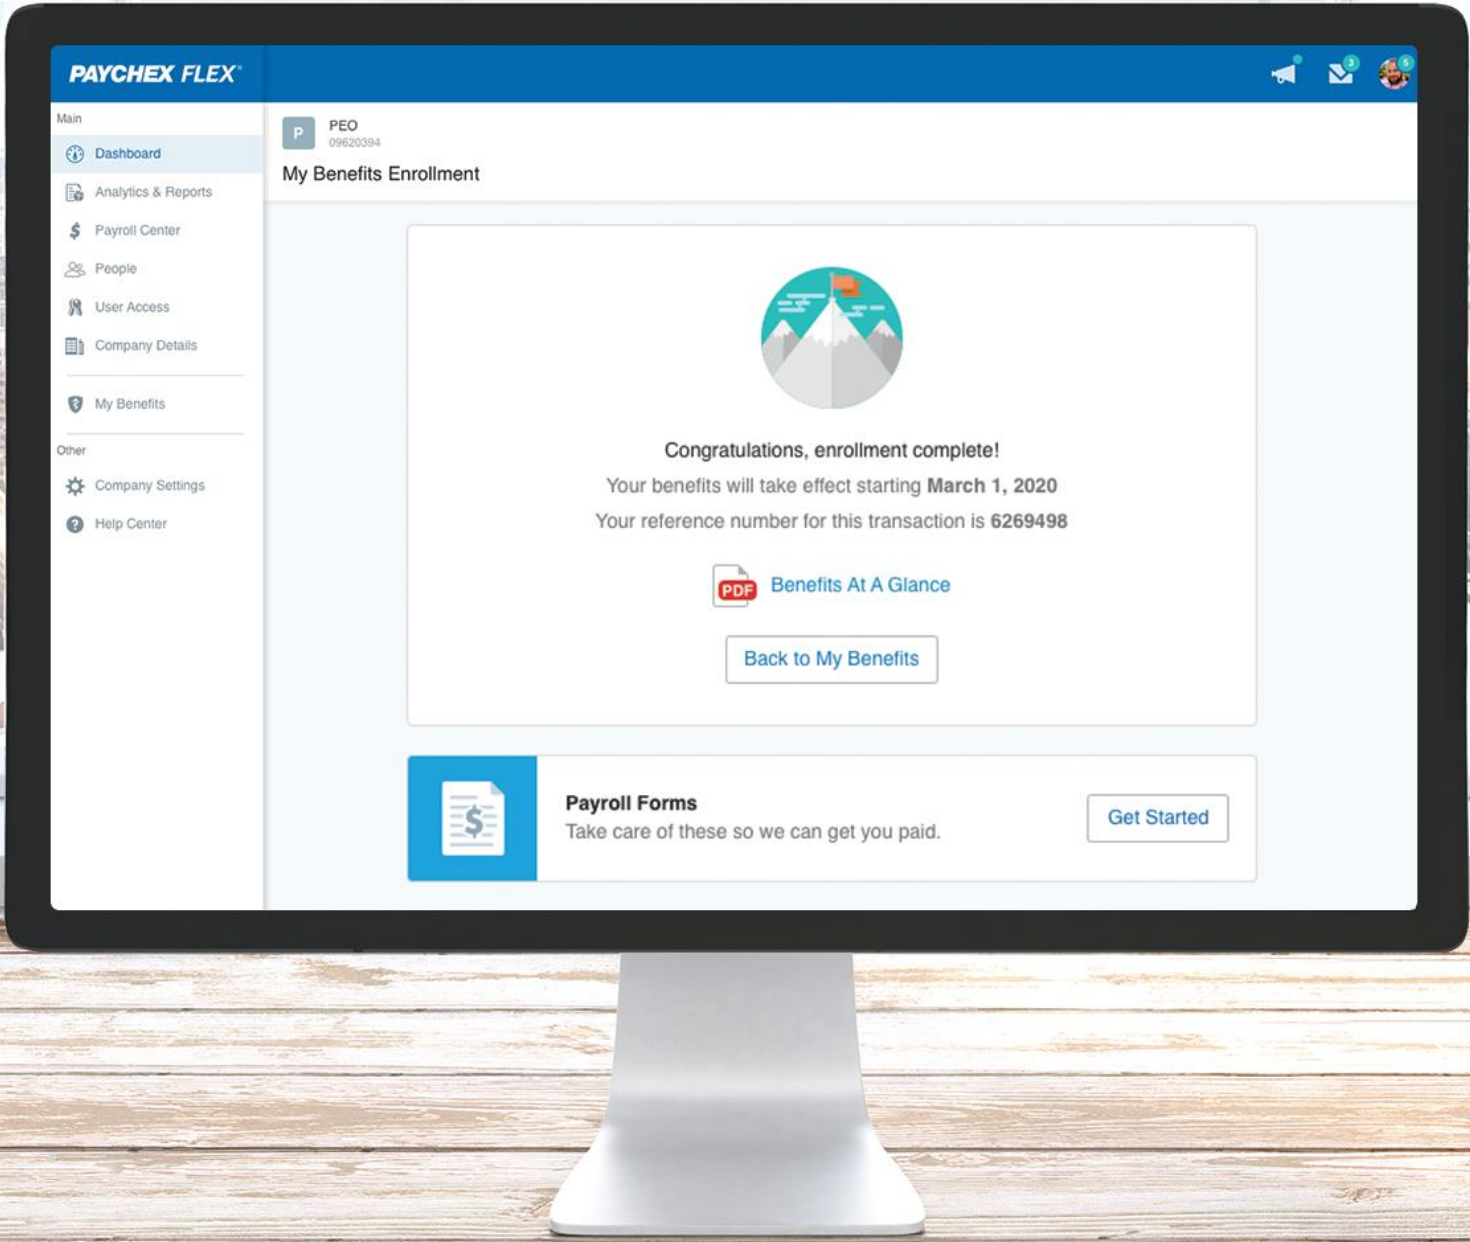 PAYCHEX FLEX®
3
5
Main
Dashboard
Analytics & Reports
Payroll Center
People
User Access
Company Details
My Benefits
Other
Company Settings
Help Center
P
PEO
09620394
My Benefits Enrollment
Congratulations, enrollment complete!
Your benefits will take effect starting March 1, 2020
Your reference number for this transaction is 6269498
PDF
Benefits At A Glance
Back to My Benefits
$
Payroll Forms
Take care of these so we can get you paid.
Get Started